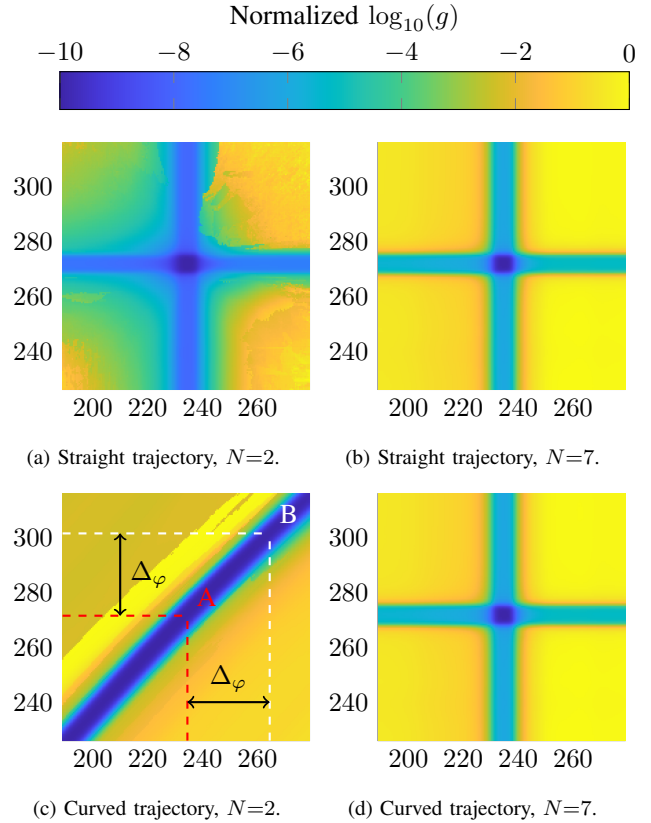 Normalized log₁₀(g)
−10 −8 −6 −4 −2 0
300
280
260
240
200 220 240 260
(a) Straight trajectory, N=2.
300
280
260
240
200 220 240 260
(b) Straight trajectory, N=7.
300
280
260
240
200 220 240 260
B
A
Δφ
Δφ
(c) Curved trajectory, N=2.
300
280
260
240
200 220 240 260
(d) Curved trajectory, N=7.